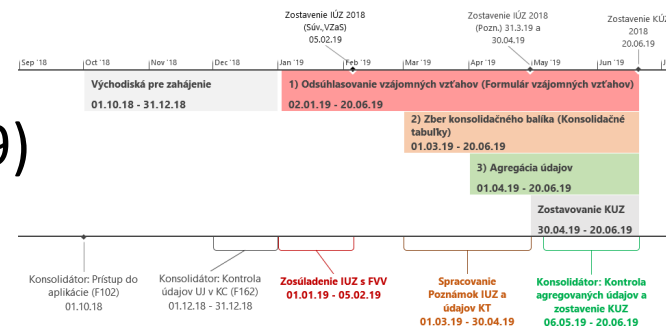 Zostavenie IÚZ 2018
(Súv.,VZaS)
05.02.19
Zostavenie IÚZ 2018
(Pozn.) 31.3.19 a
30.04.19
Zostavenie KÚZ
2018
20.06.19
Sep '18
Oct '18
Nov '18
Dec '18
Jan '19
Feb '19
Mar '19
Apr '19
May '19
Jun '19
Východiská pre zahájenie
01.10.18 - 31.12.18
1) Odsúhlasovanie vzájomných vzťahov (Formulár vzájomných vzťahov)
02.01.19 - 20.06.19
2) Zber konsolidačného balíka (Konsolidačné
tabuľky)
01.03.19 - 20.06.19
9)
3) Agregácia údajov
01.04.19 - 20.06.19
Zostavovanie KUZ
30.04.19 - 20.06.19
Konsolidátor: Prístup do
aplikácie (F102)
01.10.18
Konsolidátor: Kontrola
údajov UJ v KC (F162)
01.12.18 - 31.12.18
Zosúladenie IUZ s FVV
01.01.19 - 05.02.19
Spracovanie
Poznámok IUZ a
údajov KT
01.03.19 - 30.04.19
Konsolidátor: Kontrola
agregovaných údajov a
zostavenie KUZ
06.05.19 - 20.06.19